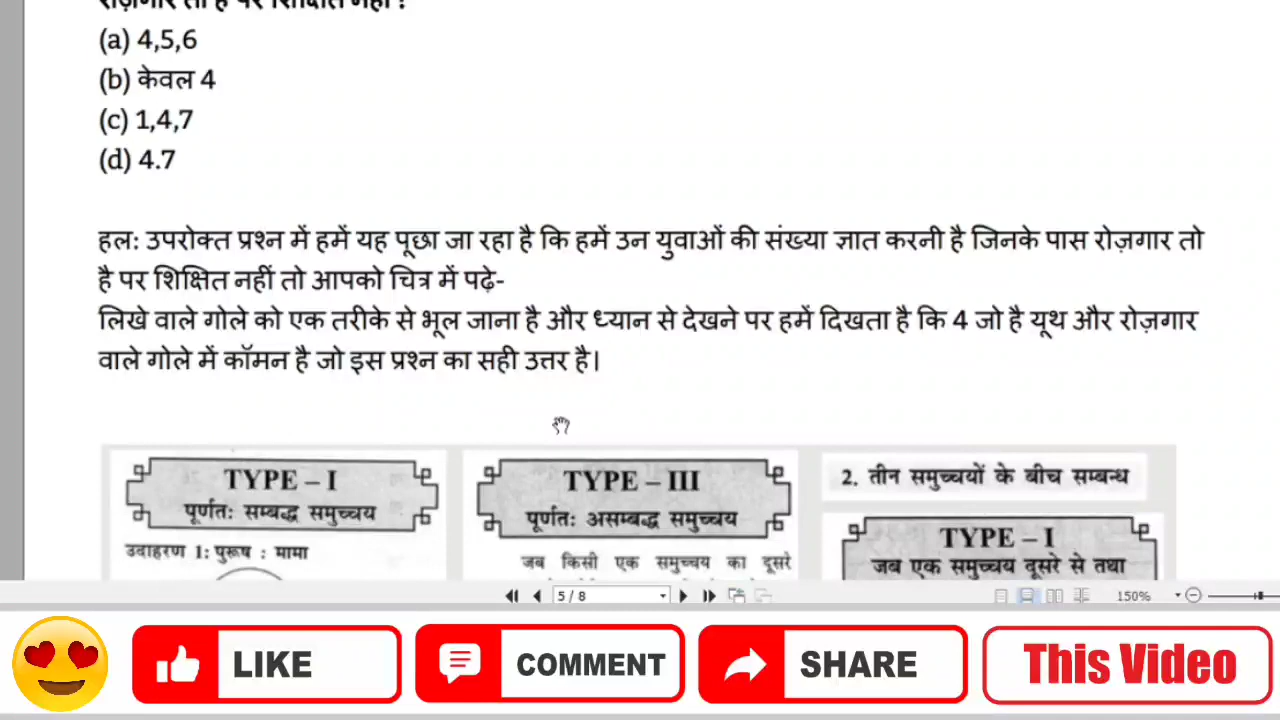 रोज़गार तो है पर शिक्षित नहीं ?
(a) 4,5,6
(b) केवल 4
(c) 1,4,7
(d) 4.7
हल: उपरोक्त प्रश्न में हमें यह पूछा जा रहा है कि हमें उन युवाओं की संख्या ज्ञात करनी है जिनके पास रोज़गार तो
है पर शिक्षित नहीं तो आपको चित्र में पढ़े-
लिखे वाले गोले को एक तरीके से भूल जाना है और ध्यान से देखने पर हमें दिखता है कि 4 जो है यूथ और रोज़गार
वाले गोले में कॉमन है जो इस प्रश्न का सही उत्तर है।
TYPE – I
पूर्णतः सम्बद्ध समुच्चय
उदाहरण 1: पुरूष : मामा
TYPE – III
पूर्णतः असम्बद्ध समुच्चय
जब किसी एक समुच्चय का दूसरे
2. तीन समुच्चयों के बीच सम्बन्ध
TYPE – I
जब एक समुच्चय दूसरे से तथा
5 / 8
150%
LIKE
COMMENT
SHARE
This Video